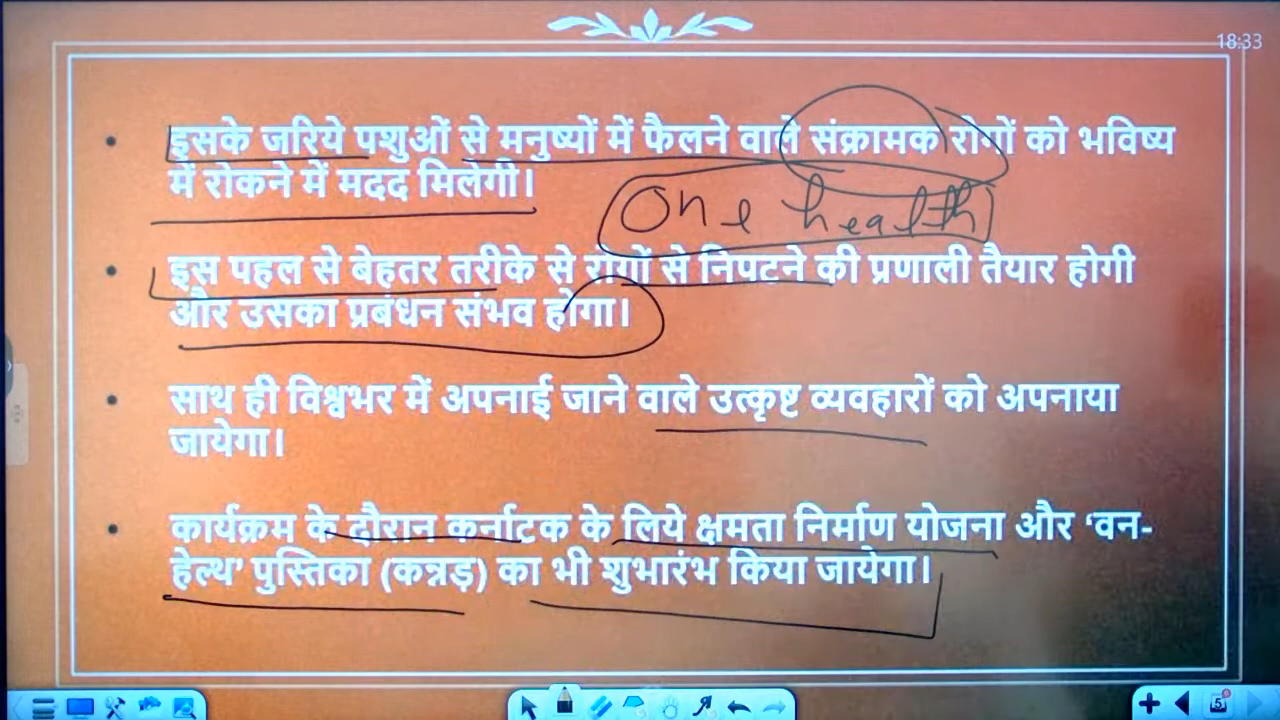 18:33
इसके जरिये पशुओं से मनुष्यों में फैलने वाले संक्रामक रोगों को भविष्य
में रोकने में मदद मिलेगी।
One health
इस पहल से बेहतर तरीके से रोगों से निपटने की प्रणाली तैयार होगी
और उसका प्रबंधन संभव होगा।
साथ ही विश्वभर में अपनाई जाने वाले उत्कृष्ट व्यवहारों को अपनाया
जायेगा।
कार्यक्रम के दौरान कर्नाटक के लिये क्षमता निर्माण योजना और ‘वन-
हेल्थ’ पुस्तिका (कन्नड़) का भी शुभारंभ किया जायेगा।
5